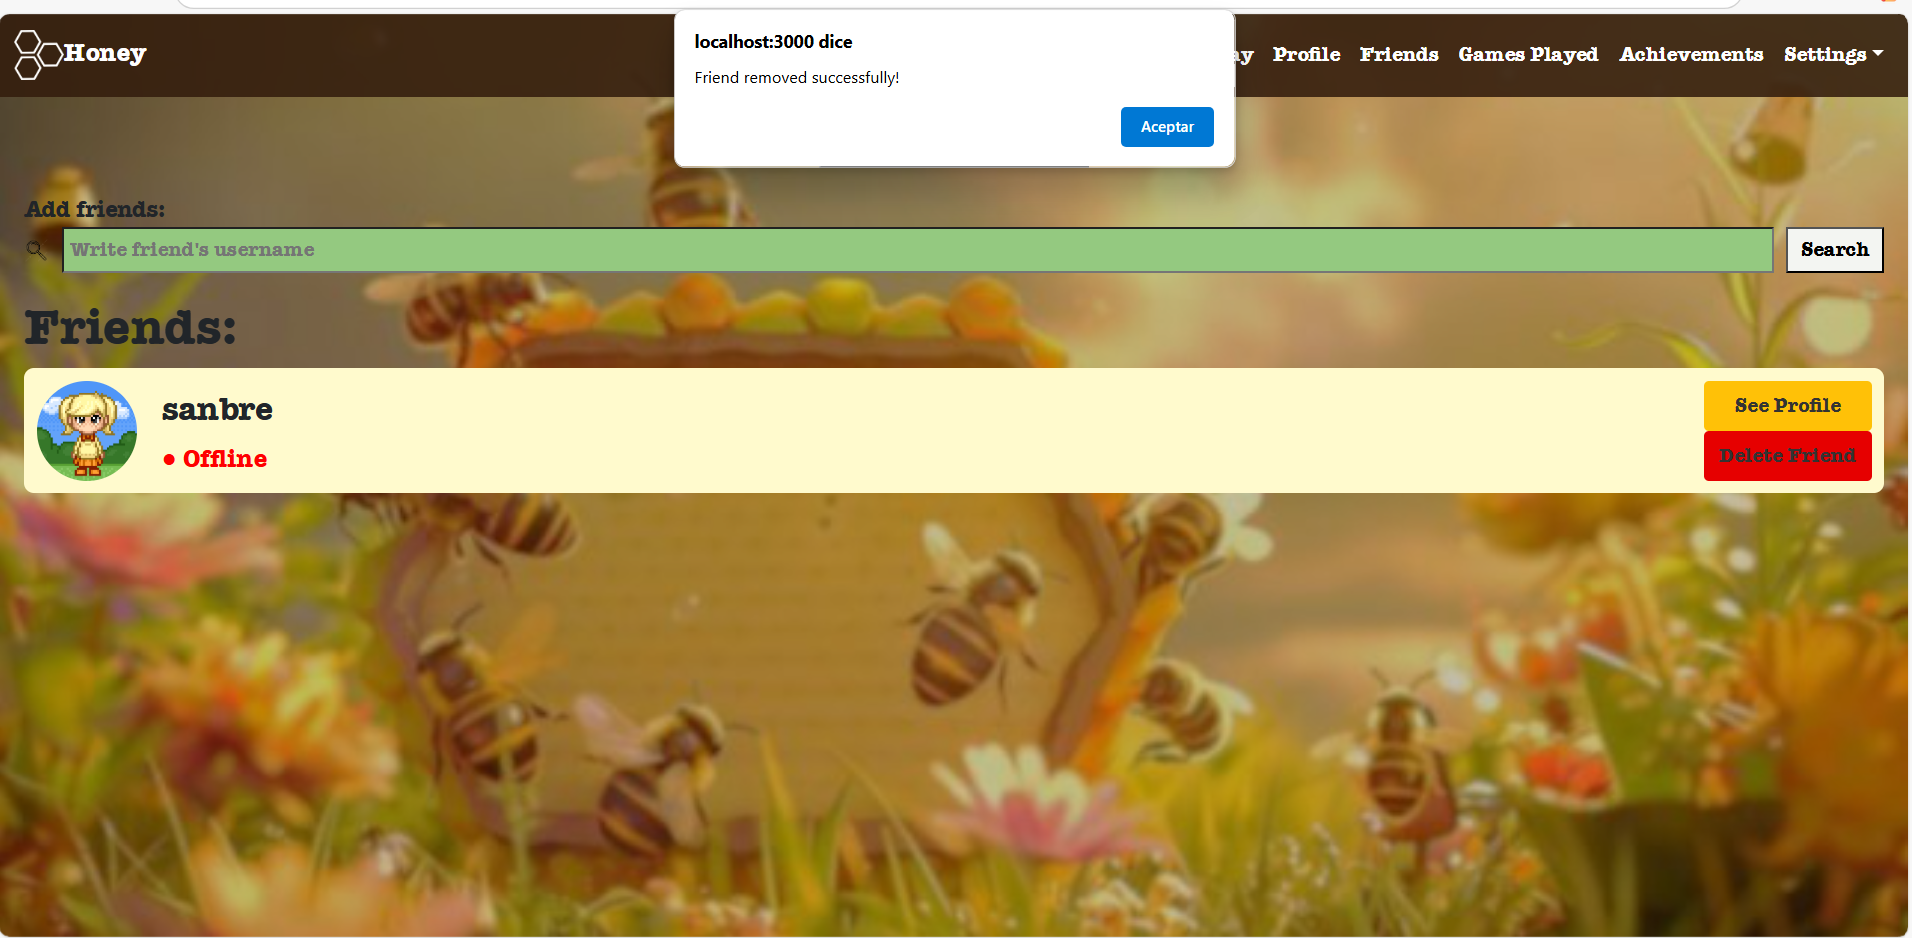 localhost:3000 dice
Friend removed successfully!
Aceptar
Honey
Profile Friends Games Played Achievements Settings
Add friends:
Write friend's username
Search
Friends:
sanbre
Offline
See Profile
Delete Friend